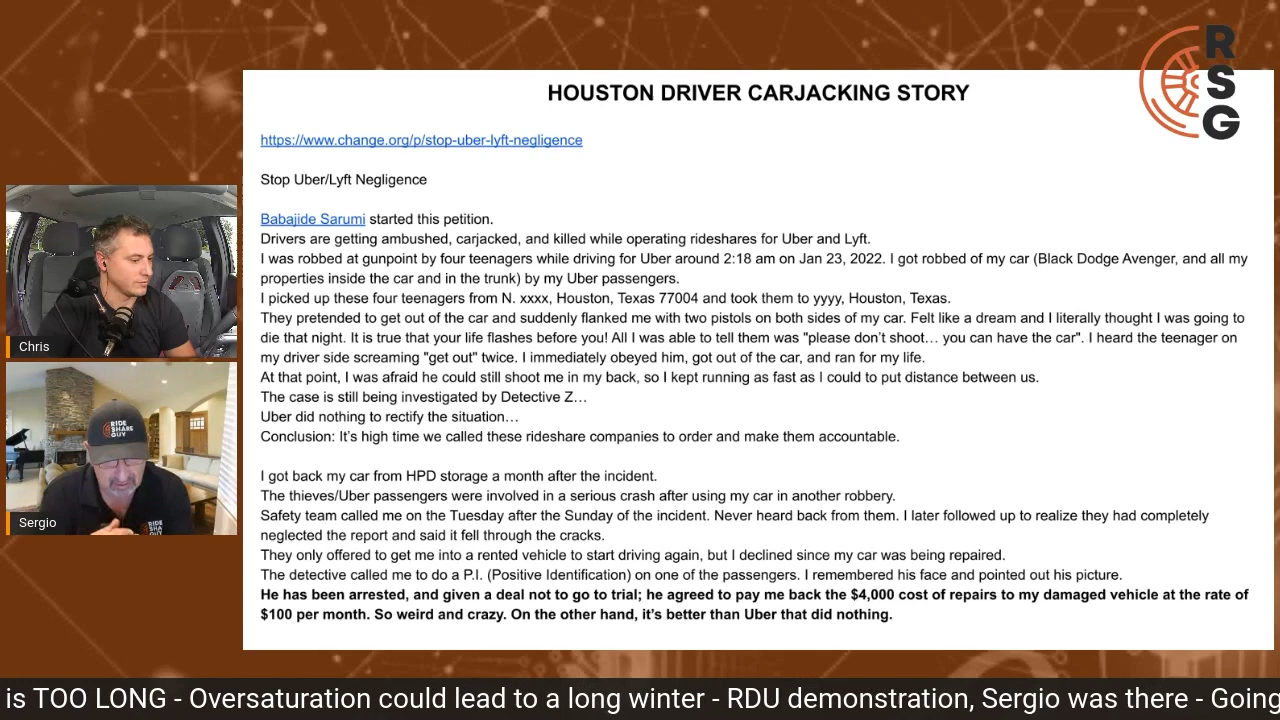 RSG
HOUSTON DRIVER CARJACKING STORY
https://www.change.org/p/stop-uber-lyft-negligence
Stop Uber/Lyft Negligence
Babajide Sarumi started this petition.
Drivers are getting ambushed, carjacked, and killed while operating rideshares for Uber and Lyft.
I was robbed at gunpoint by four teenagers while driving for Uber around 2:18 am on Jan 23, 2022. I got robbed of my car (Black Dodge Avenger, and all my
properties inside the car and in the trunk) by my Uber passengers.
I picked up these four teenagers from N. xxxx, Houston, Texas 77004 and took them to yyyy, Houston, Texas.
They pretended to get out of the car and suddenly flanked me with two pistols on both sides of my car. Felt like a dream and I literally thought I was going to
die that night. It is true that your life flashes before you! All I was able to tell them was "please don’t shoot… you can have the car". I heard the teenager on
my driver side screaming "get out" twice. I immediately obeyed him, got out of the car, and ran for my life.
At that point, I was afraid he could still shoot me in my back, so I kept running as fast as I could to put distance between us.
The case is still being investigated by Detective Z…
Uber did nothing to rectify the situation…
Conclusion: It’s high time we called these rideshare companies to order and make them accountable.
I got back my car from HPD storage a month after the incident.
The thieves/Uber passengers were involved in a serious crash after using my car in another robbery.
Safety team called me on the Tuesday after the Sunday of the incident. Never heard back from them. I later followed up to realize they had completely
neglected the report and said it fell through the cracks.
They only offered to get me into a rented vehicle to start driving again, but I declined since my car was being repaired.
The detective called me to do a P.I. (Positive Identification) on one of the passengers. I remembered his face and pointed out his picture.
He has been arrested, and given a deal not to go to trial; he agreed to pay me back the $4,000 cost of repairs to my damaged vehicle at the rate of
$100 per month. So weird and crazy. On the other hand, it’s better than Uber that did nothing.
Chris
RIDE
SHARE
GUY
RIDE
SHA
GUY
Sergio
is TOO LONG - Oversaturation could lead to a long winter - RDU demonstration, Sergio was there - Going